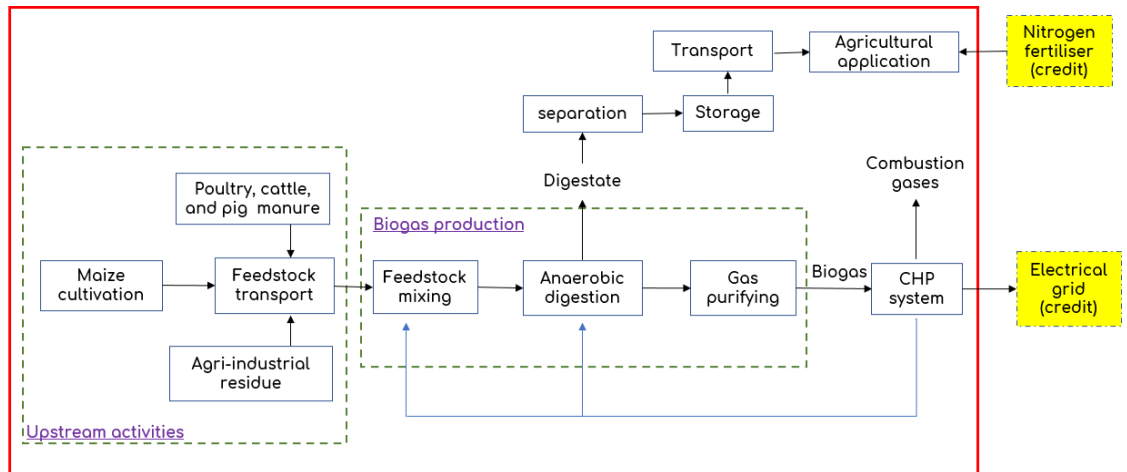 Nitrogen
fertiliser
(credit)
Transport
Agricultural
application
separation
Storage
Combustion
gases
Digestate
Poultry, cattle,
and pig manure
Biogas production
Maize
cultivation
Feedstock
transport
Feedstock
mixing
Anaerobic
digestion
Gas
purifying
Biogas
CHP
system
Electrical
grid
(credit)
Agri-industrial
residue
Upstream activities